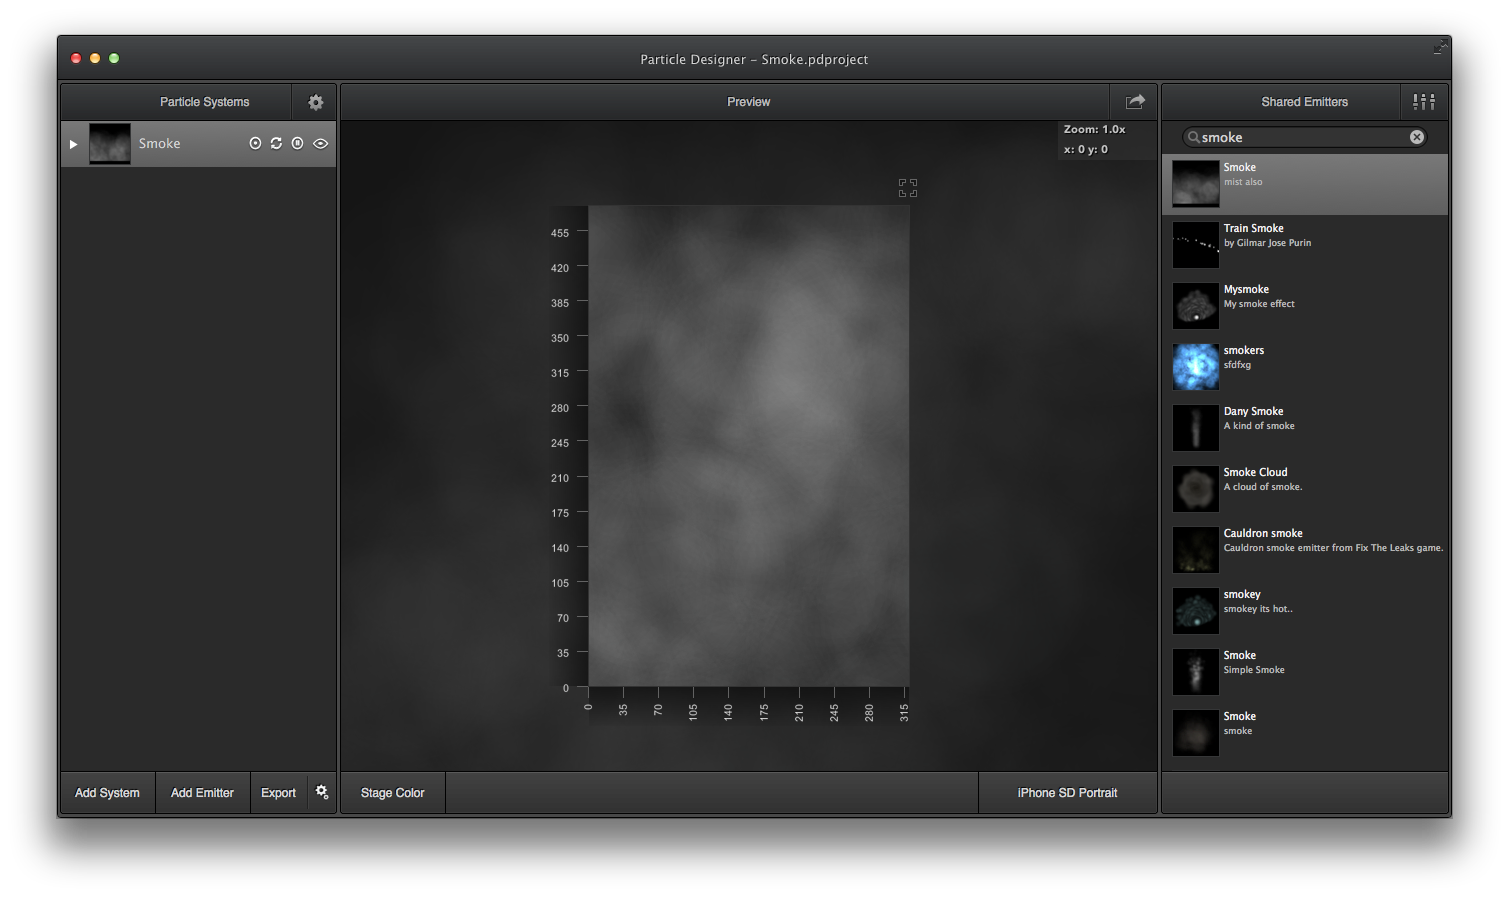 Particle Designer – Smoke.pdproject
Particle Systems
Preview
Shared Emitters
Smoke
Zoom: 1.0x
x: 0 y: 0
smoke
Smoke
mist also
Train Smoke
by Gilmar Jose Purin
Mysmoke
My smoke effect
smokers
sfdfxg
Dany Smoke
A kind of smoke
Smoke Cloud
A cloud of smoke.
Cauldron smoke
Cauldron smoke emitter from Fix The Leaks game.
smokey
smokey its hot..
Smoke
Simple Smoke
Smoke
smoke
455
420
385
350
315
280
245
210
175
140
105
70
35
0
0 35 70 105 140 175 210 245 280 315
Add System
Add Emitter
Export
Stage Color
iPhone SD Portrait